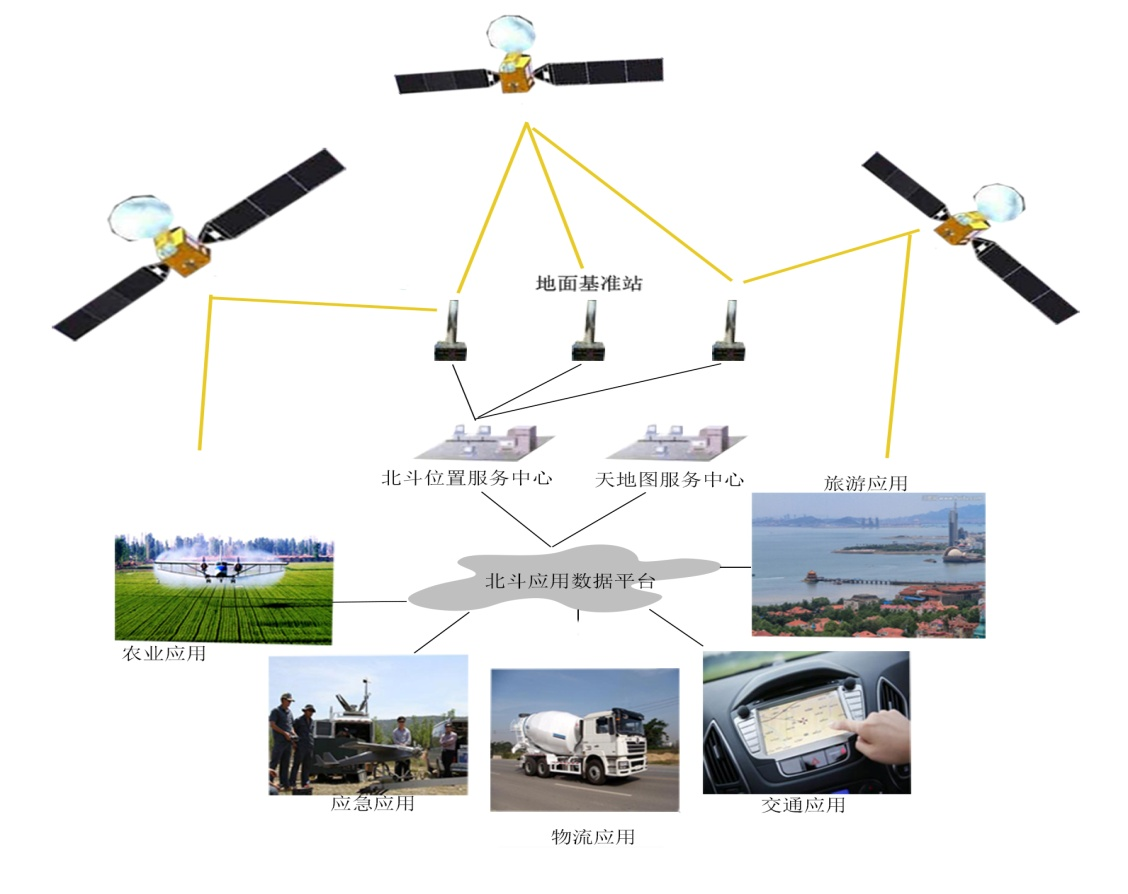 地面基准站
北斗位置服务中心
天地图服务中心
旅游应用
北斗应用数据平台
农业应用
应急应用
交通应用
物流应用